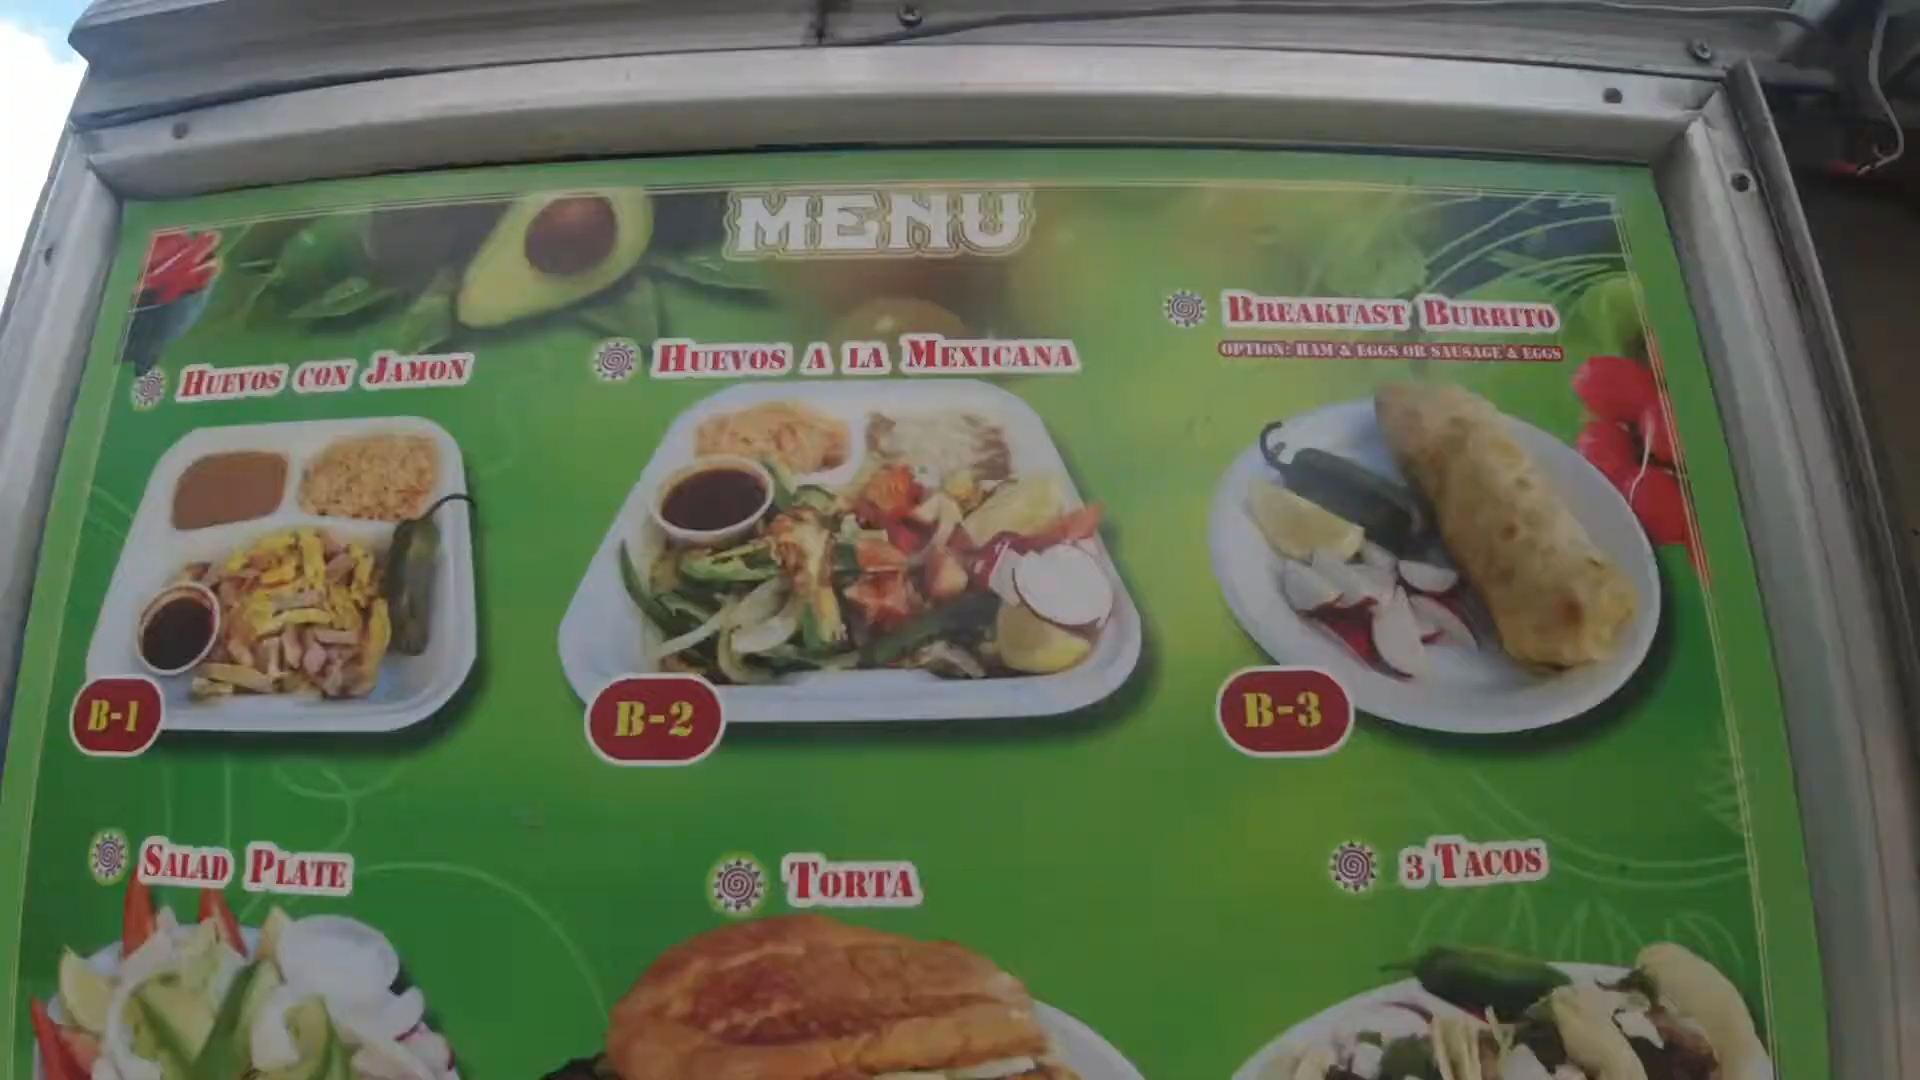 MENU
HUEVOS CON JAMON
HUEVOS A LA MEXICANA
BREAKFAST BURRITO
OPTION: HAM & EGGS OR SAUSAGE & EGGS
B-1
B-2
B-3
SALAD PLATE
TORTA
3 TACOS